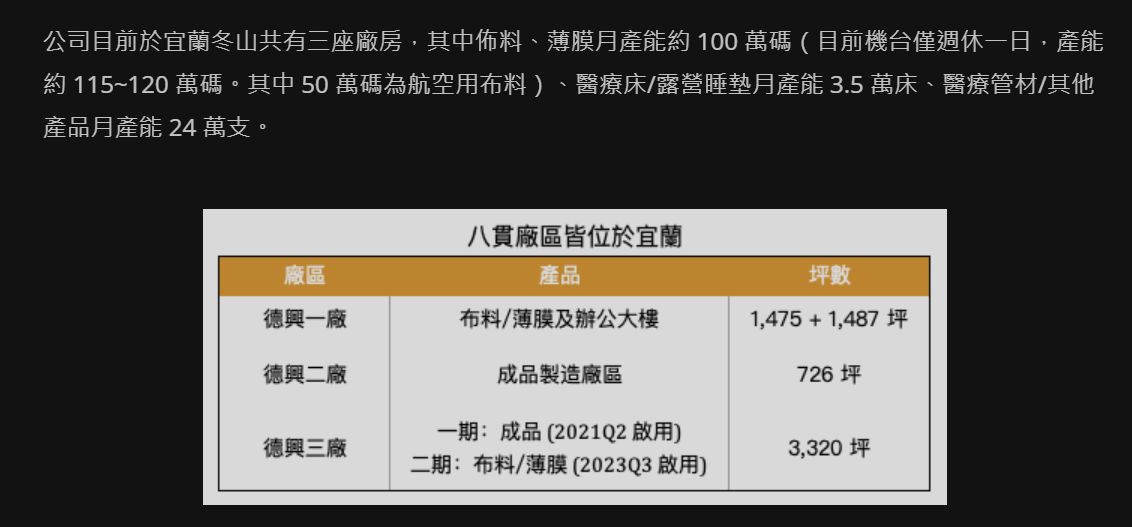 公司目前於宜蘭冬山共有三座廠房，其中佈料、薄膜月產能約 100 萬碼（目前機台僅週休一日，產能
約 115~120 萬碼。其中 50 萬碼為航空用布料）、醫療床/露營睡墊月產能 3.5 萬床、醫療管材/其他
產品月產能 24 萬支。
八貫廠區皆位於宜蘭
廠區 產品 坪數
德興一廠 布料/薄膜及辦公大樓 1,475 + 1,487 坪
德興二廠 成品製造廠區 726 坪
一期：成品 (2021Q2 啟用)
德興三廠 3,320 坪
二期：布料/薄膜 (2023Q3 啟用)